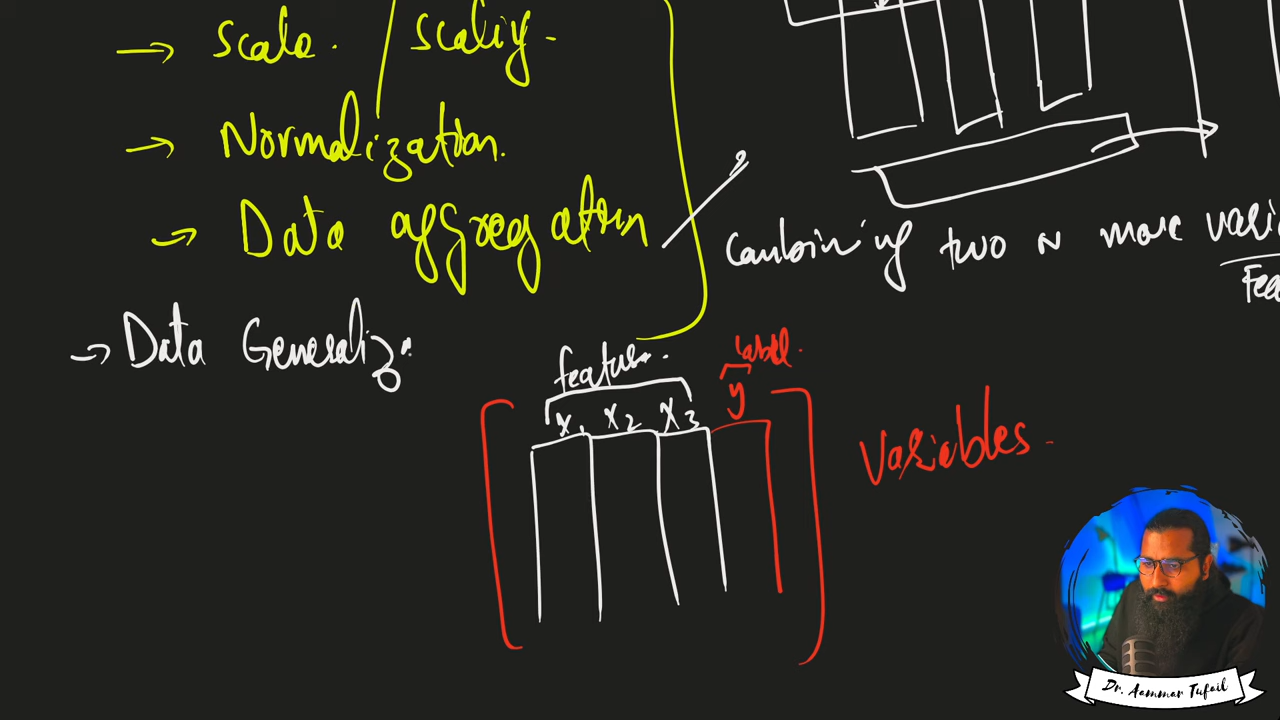 → Scale. / Scaliy.
→ Normalization.
→ Data aggregation
Combining two or more vari
Fea
→ Data Generaliz.
features.
label.
x1 x2 x3 y
Variables.
Dr. Aammar Tufail